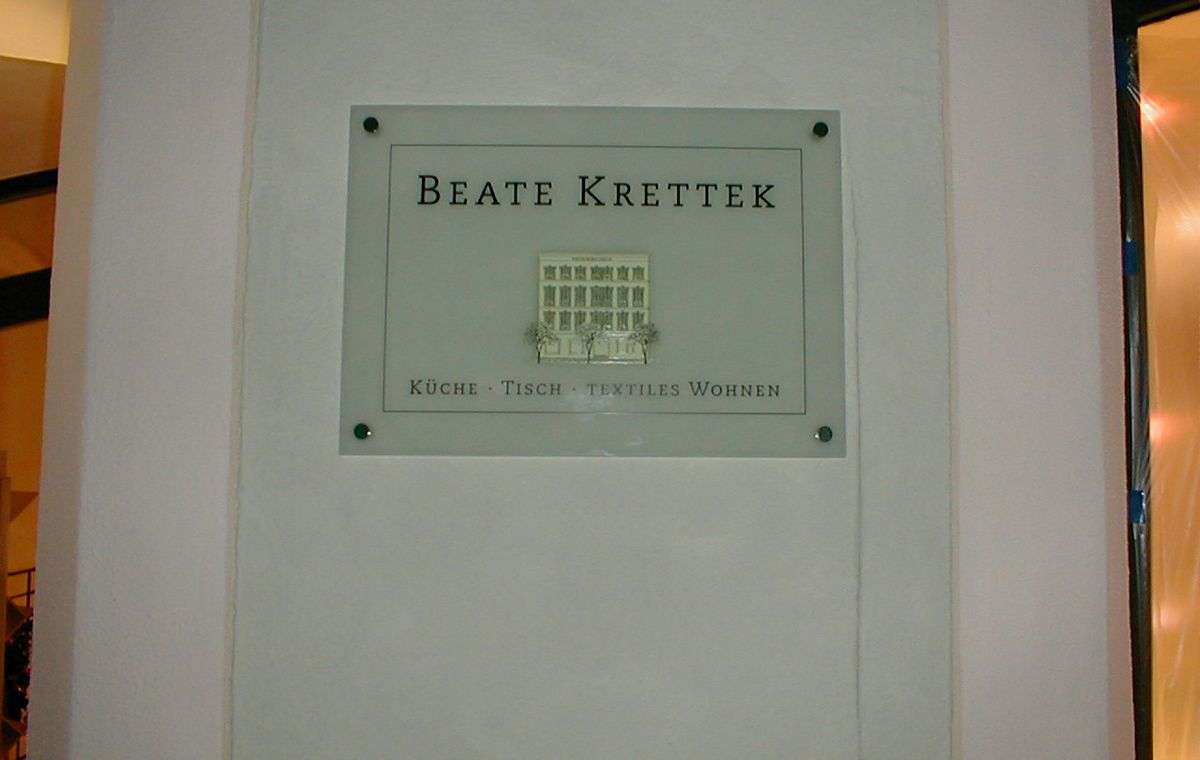 Beate Krettek
Küche · Tisch · textiles Wohnen